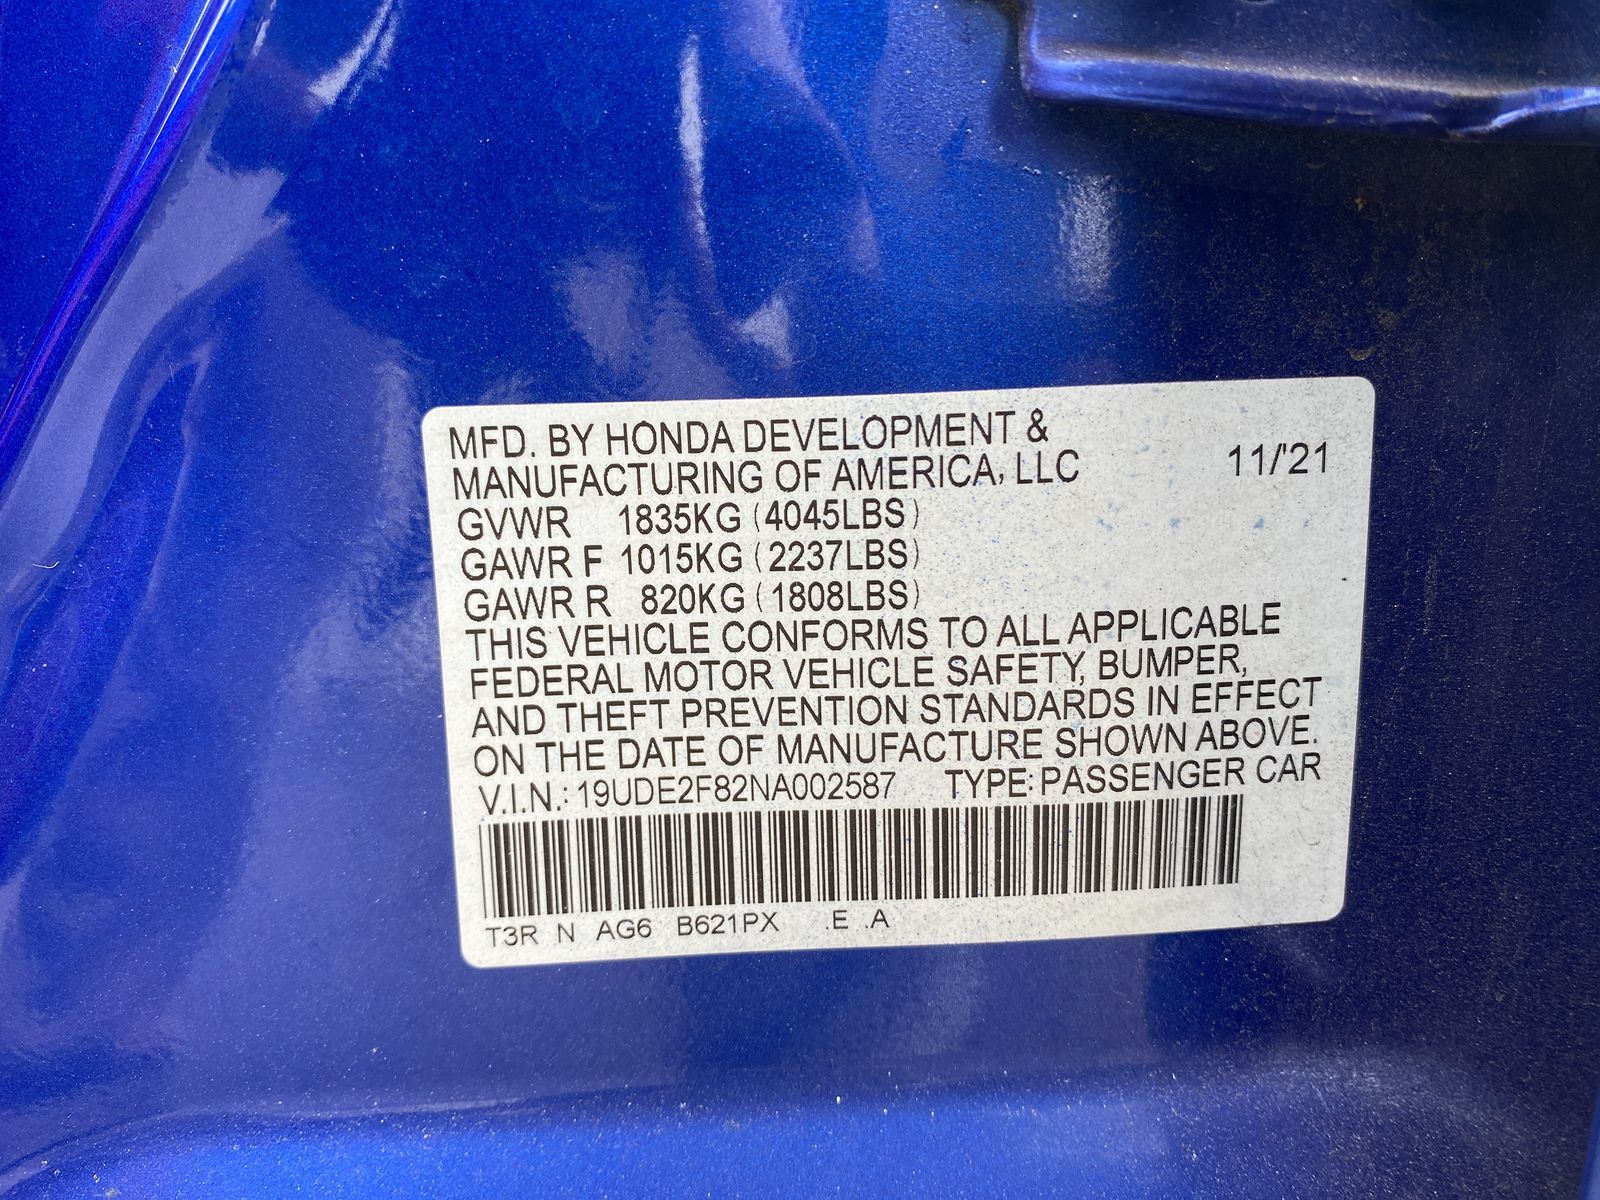 MFD. BY HONDA DEVELOPMENT &
MANUFACTURING OF AMERICA, LLC 11/'21
GVWR 1835KG (4045LBS)
GAWR F 1015KG (2237LBS)
GAWR R 820KG (1808LBS)
THIS VEHICLE CONFORMS TO ALL APPLICABLE
FEDERAL MOTOR VEHICLE SAFETY, BUMPER,
AND THEFT PREVENTION STANDARDS IN EFFECT
ON THE DATE OF MANUFACTURE SHOWN ABOVE.
V.I.N.: 19UDE2F82NA002587 TYPE: PASSENGER CAR
T3R N AG6 B621PX .E .A